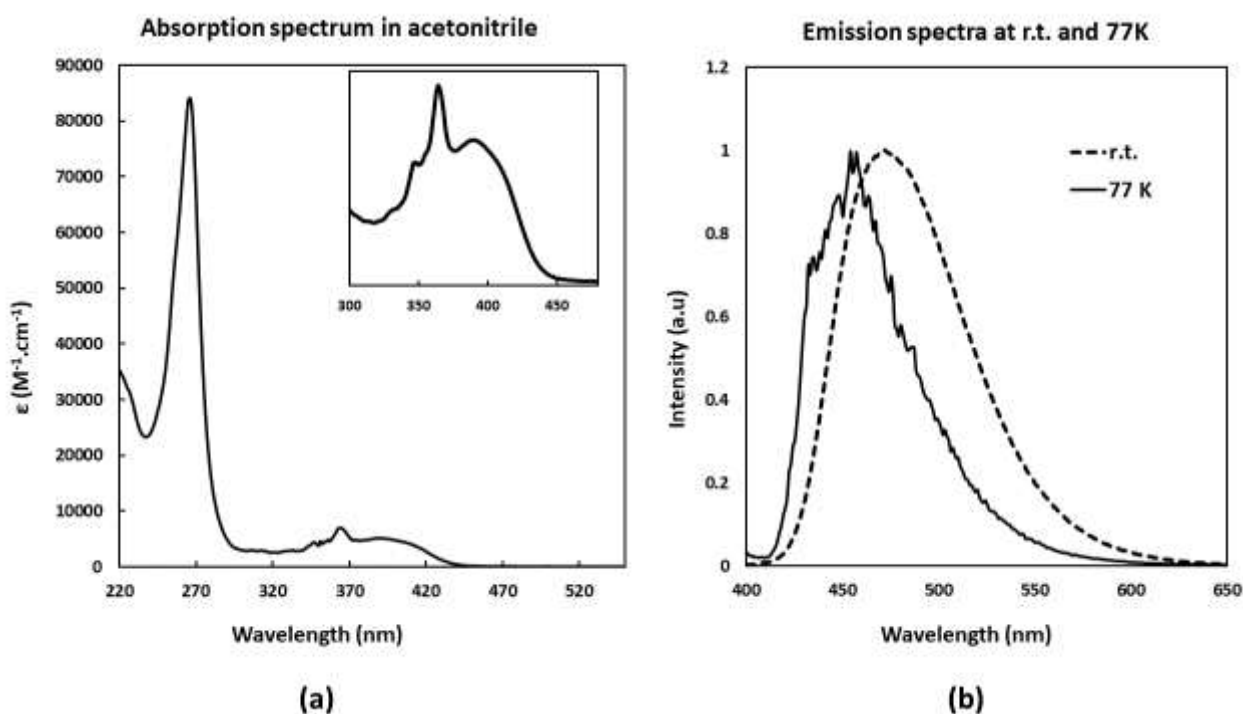 Absorption spectrum in acetonitrile
90000
80000
70000
60000
50000
40000
30000
20000
10000
0
ε (M⁻¹.cm⁻¹)
220 270 320 370 420 470 520
Wavelength (nm)
300 350 400 450
(a)
Emission spectra at r.t. and 77K
1.2
1
0.8
0.6
0.4
0.2
0
Intensity (a.u)
r.t.
77 K
400 450 500 550 600 650
Wavelength (nm)
(b)